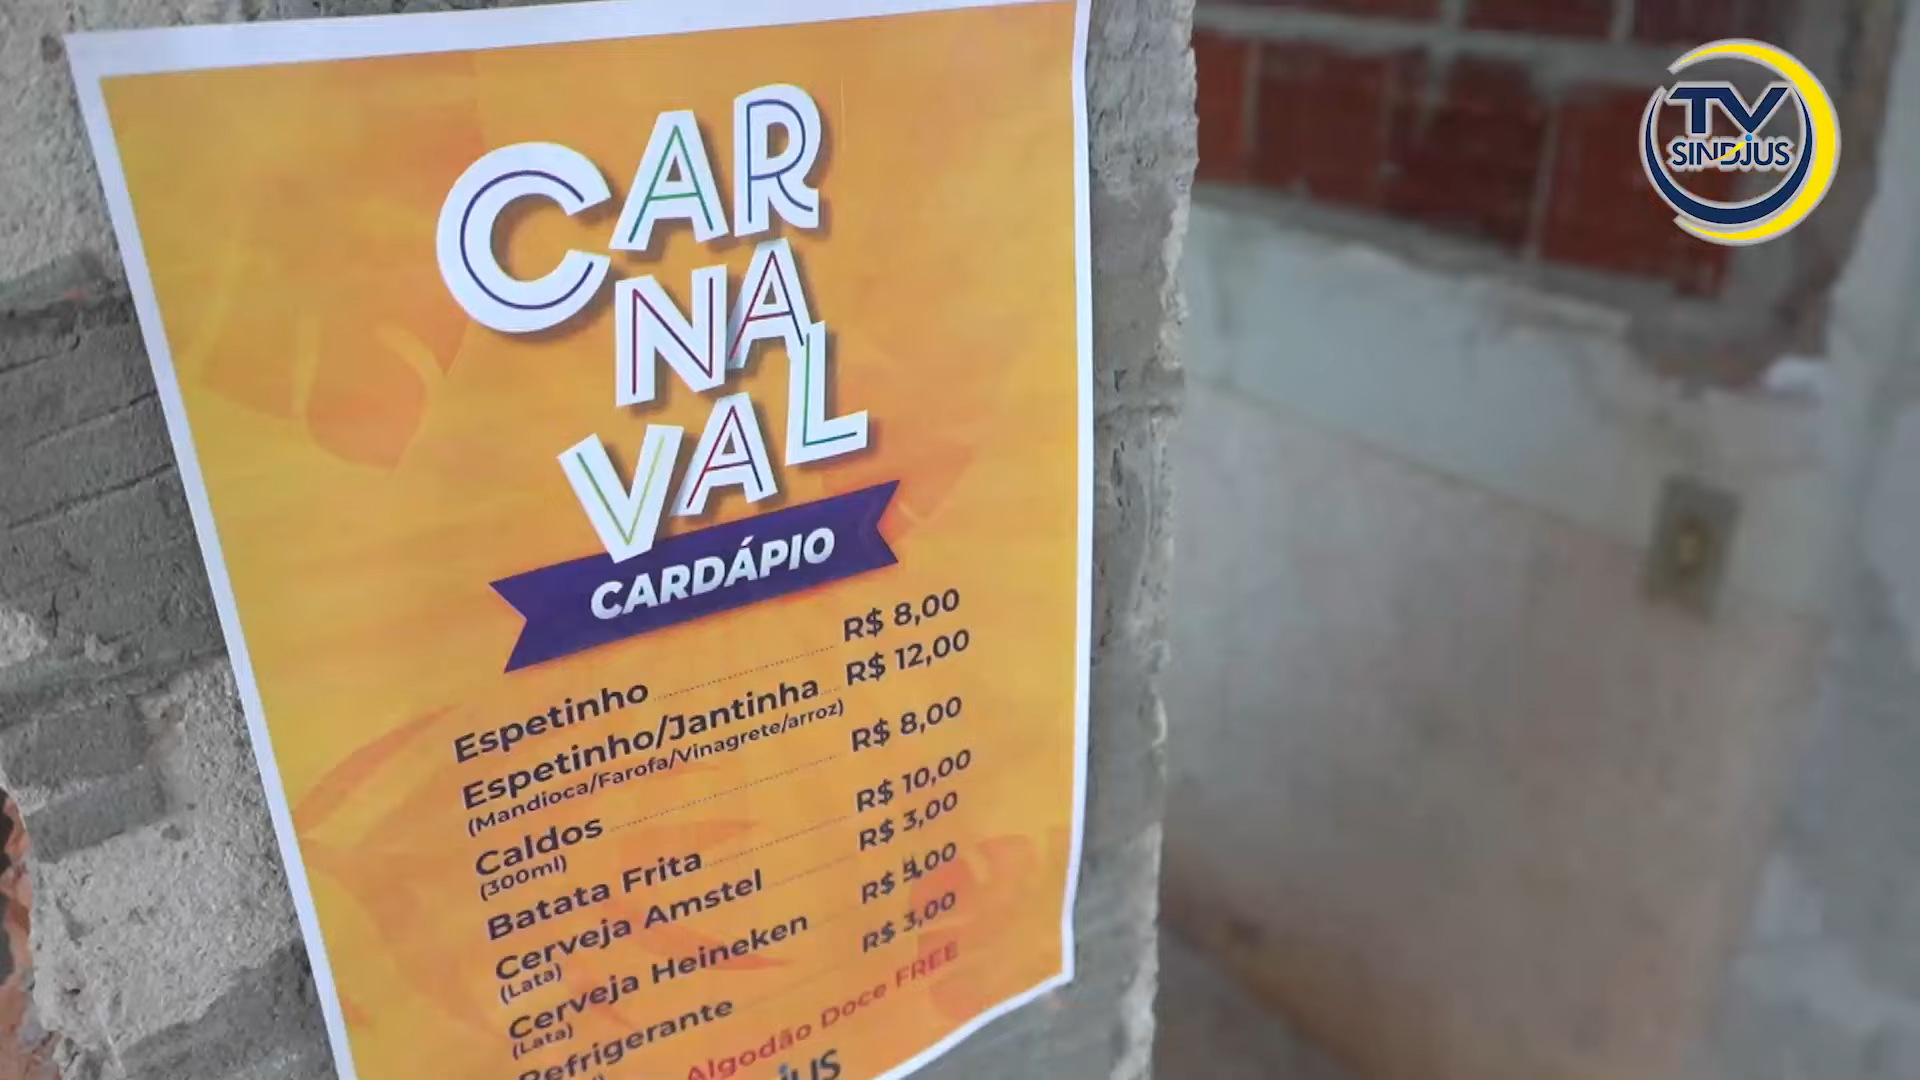 TV
SINDJUS
CAR
NA
VAL
CARDÁPIO
Espetinho R$ 8,00
Espetinho/Jantinha R$ 12,00
(Mandioca/Farofa/Vinagrete/arroz)
Caldos R$ 8,00
(300ml)
Batata Frita R$ 10,00
Cerveja Amstel R$ 3,00
(Lata)
Cerveja Heineken R$
(Lata)
Refrigerante R$ 3,00
Algodão Doce FREE